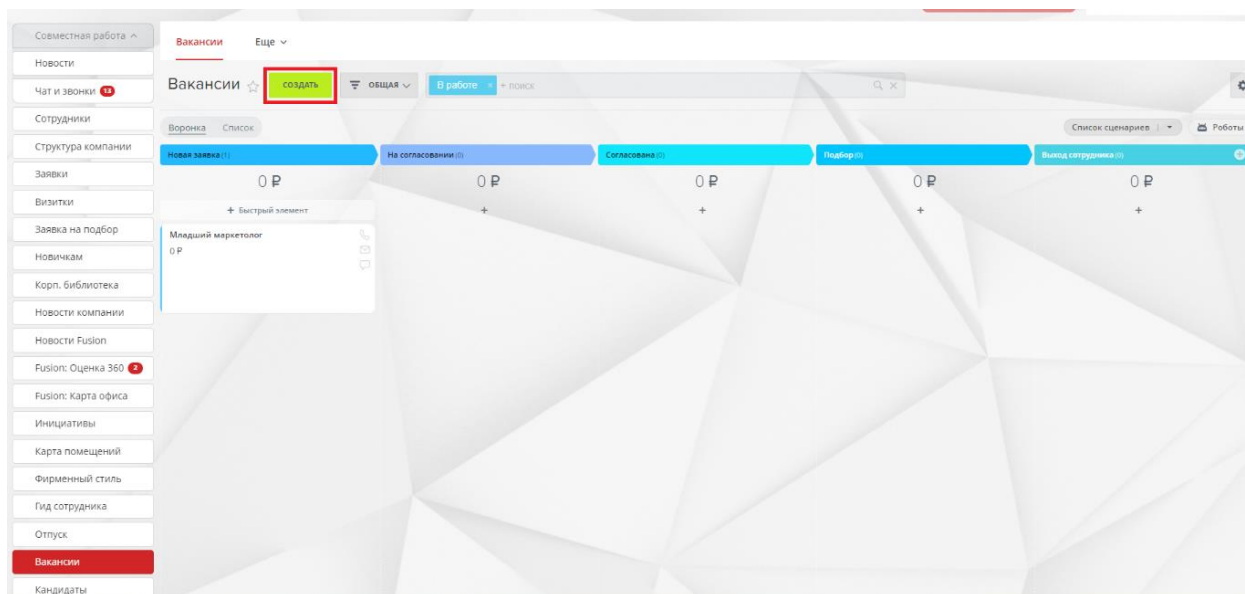 Совместная работа
Новости
Чат и звонки 13
Сотрудники
Структура компании
Заявки
Визитки
Заявка на подбор
Новичкам
Корп. библиотека
Новости компании
Новости Fusion
Fusion: Оценка 360 2
Fusion: Карта офиса
Инициативы
Карта помещений
Фирменный стиль
Гид сотрудника
Отпуск
Вакансии
Кандидаты
Вакансии Еще
Вакансии СОЗДАТЬ ОБЩАЯ В работе × + поиск
Воронка Список Список сценариев Роботы
Новая заявка (1) На согласовании (0) Согласована (0) Подбор (0) Выход сотрудника (0)
0 ₽ 0 ₽ 0 ₽ 0 ₽ 0 ₽
+ Быстрый элемент + + + +
Младший маркетолог
0 ₽